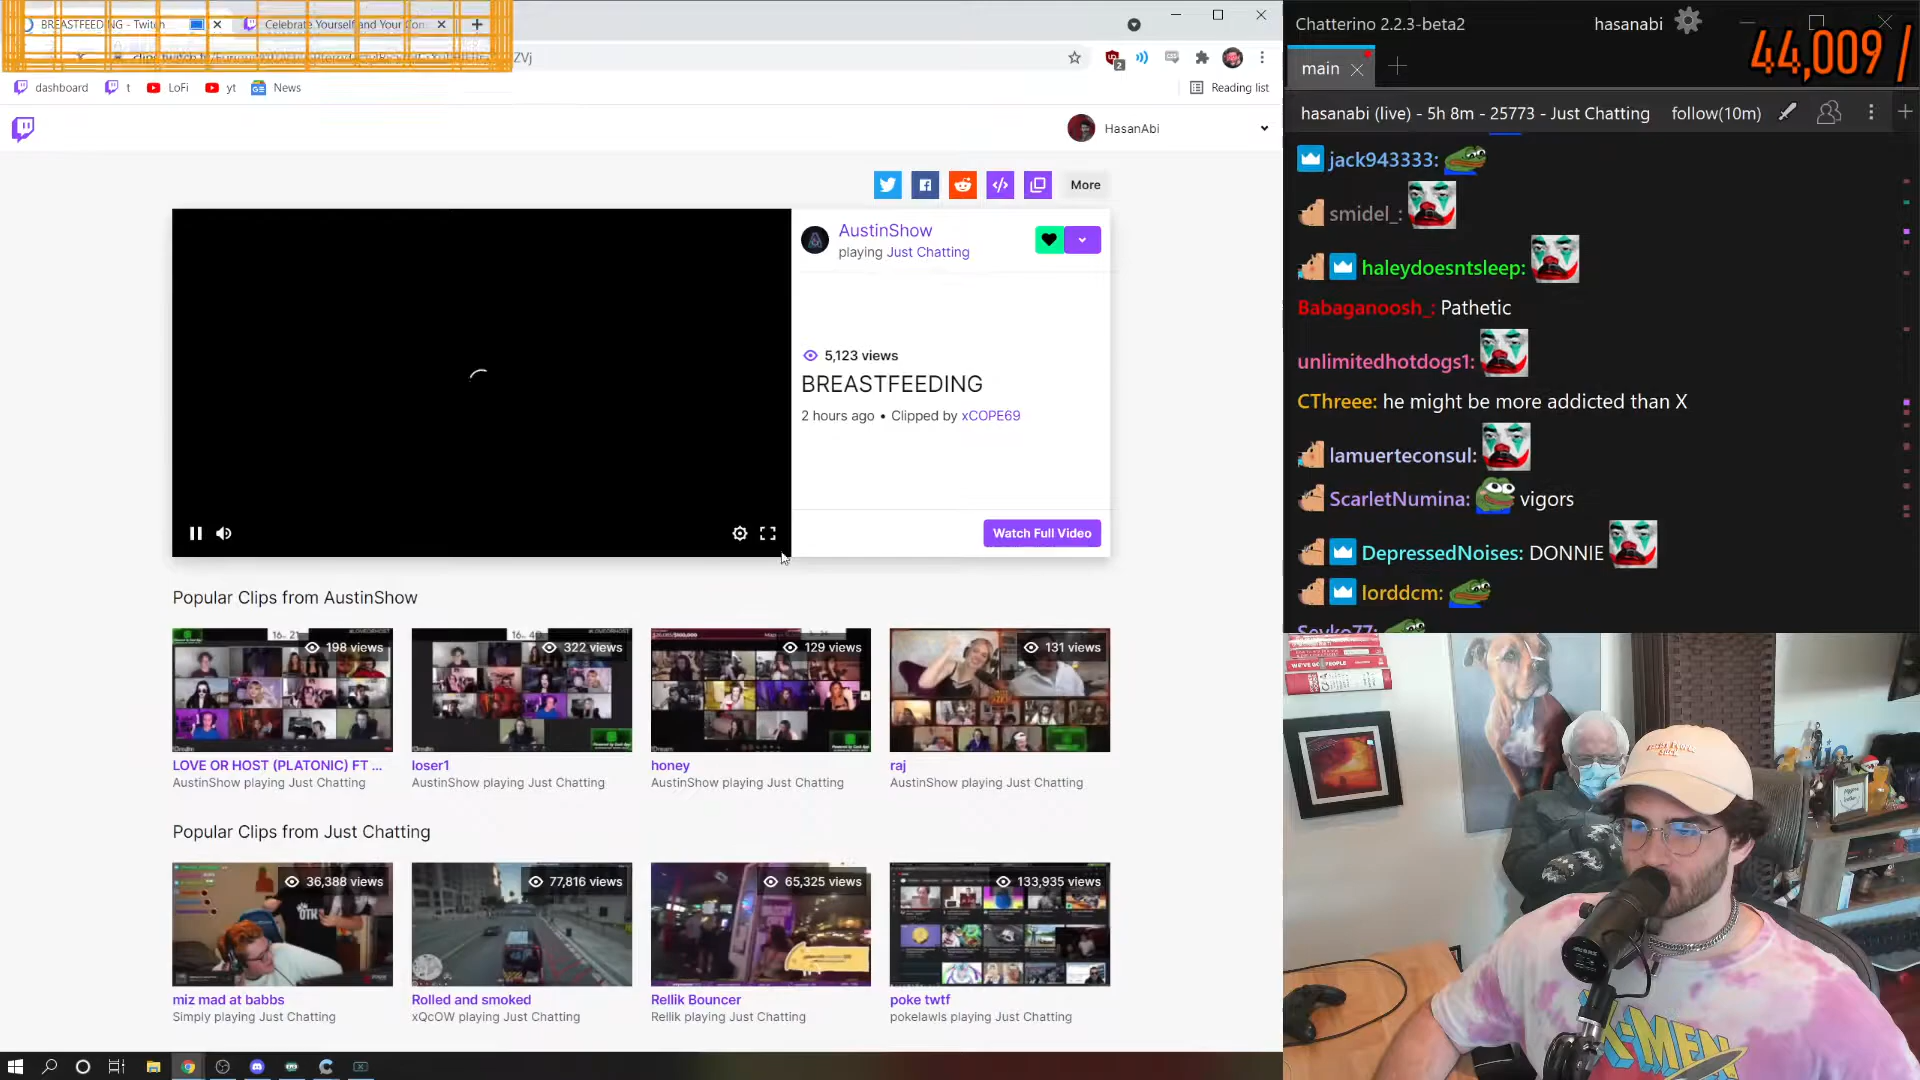 BREASTFEEDING - Twitch
Celebrate Yourself and Your Con
dashboard
t
LoFi
yt
News
Reading list
HasanAbi
More
AustinShow
playing Just Chatting
5,123 views
BREASTFEEDING
2 hours ago • Clipped by xCOPE69
Watch Full Video
Popular Clips from AustinShow
198 views
322 views
129 views
131 views
LOVE OR HOST (PLATONIC) FT ...
loser1
honey
raj
AustinShow playing Just Chatting
AustinShow playing Just Chatting
AustinShow playing Just Chatting
AustinShow playing Just Chatting
Popular Clips from Just Chatting
36,388 views
77,816 views
65,325 views
133,935 views
miz mad at babbs
Rolled and smoked
Rellik Bouncer
poke twtf
Simply playing Just Chatting
xQcOW playing Just Chatting
Rellik playing Just Chatting
pokelawls playing Just Chatting
Chatterino 2.2.3-beta2
hasanabi
44,009 /
main
hasanabi (live) - 5h 8m - 25773 - Just Chatting
follow(10m)
jack943333:
smidel_:
haleydoesntsleep:
Babaganoosh_: Pathetic
unlimitedhotdogs1:
CThreee: he might be more addicted than X
lamuerteconsul:
ScarletNumina: vigors
DepressedNoises: DONNIE
lorddcm:
Sevko77:
X-MEN